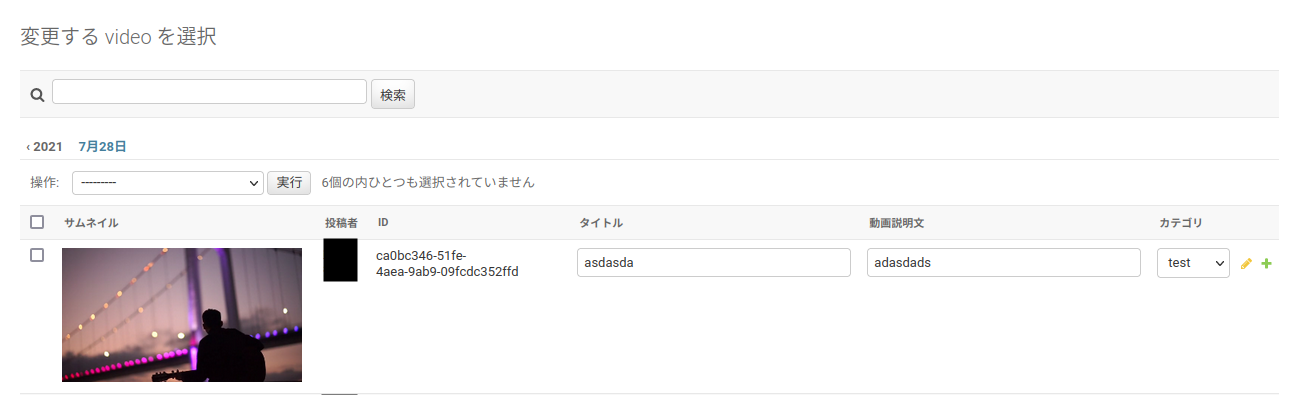 変更する video を選択
検索
‹ 2021 7月28日
操作: --------- 実行 6個の内ひとつも選択されていません
サムネイル 投稿者 ID タイトル 動画説明文 カテゴリ
ca0bc346-51fe- asdasda adasdads test
4aea-9ab9-09fcdc352ffd